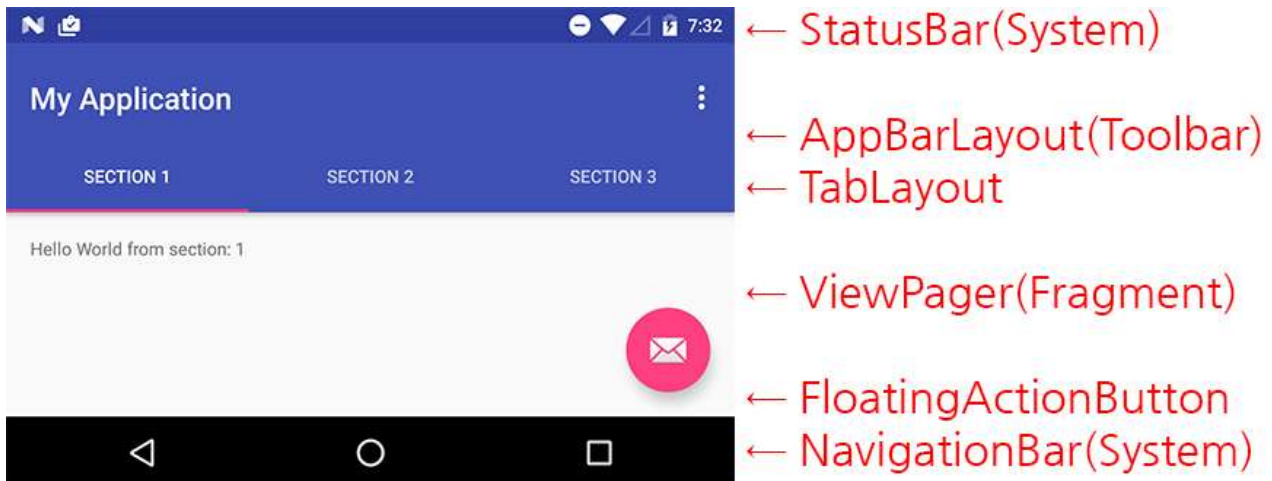 7:32
← StatusBar(System)
My Application
← AppBarLayout(Toolbar)
SECTION 1 SECTION 2 SECTION 3
← TabLayout
Hello World from section: 1
← ViewPager(Fragment)
← FloatingActionButton
← NavigationBar(System)